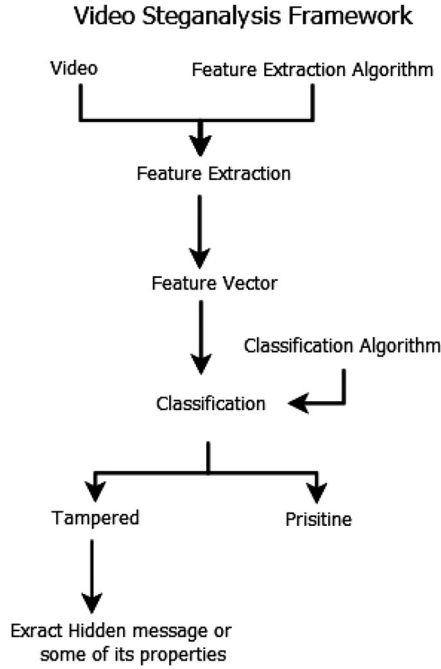 Video Steganalysis Framework
Video
Feature Extraction Algorithm
Feature Extraction
Feature Vector
Classification Algorithm
Classification
Tampered
Prisitine
Exract Hidden message or
some of its properties